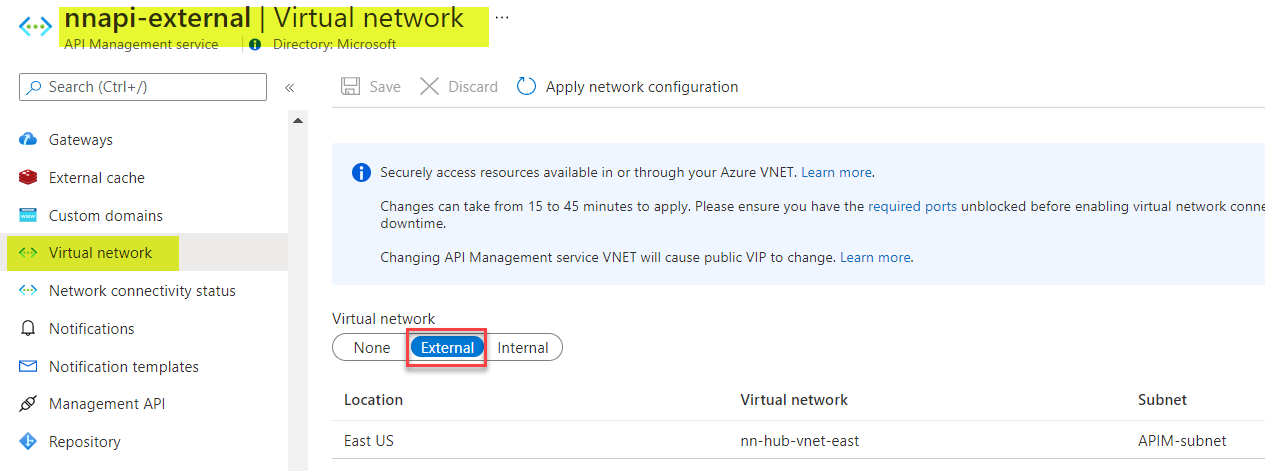 nnapi-external | Virtual network ...
API Management service
Directory: Microsoft
Search (Ctrl+/)
«
Save
Discard
Apply network configuration
Gateways
External cache
Custom domains
Virtual network
Network connectivity status
Notifications
Notification templates
Management API
Repository
Securely access resources available in or through your Azure VNET. Learn more.
Changes can take from 15 to 45 minutes to apply. Please ensure you have the required ports unblocked before enabling virtual network conne
downtime.
Changing API Management service VNET will cause public VIP to change. Learn more.
Virtual network
None External Internal
Location Virtual network Subnet
East US nn-hub-vnet-east APIM-subnet